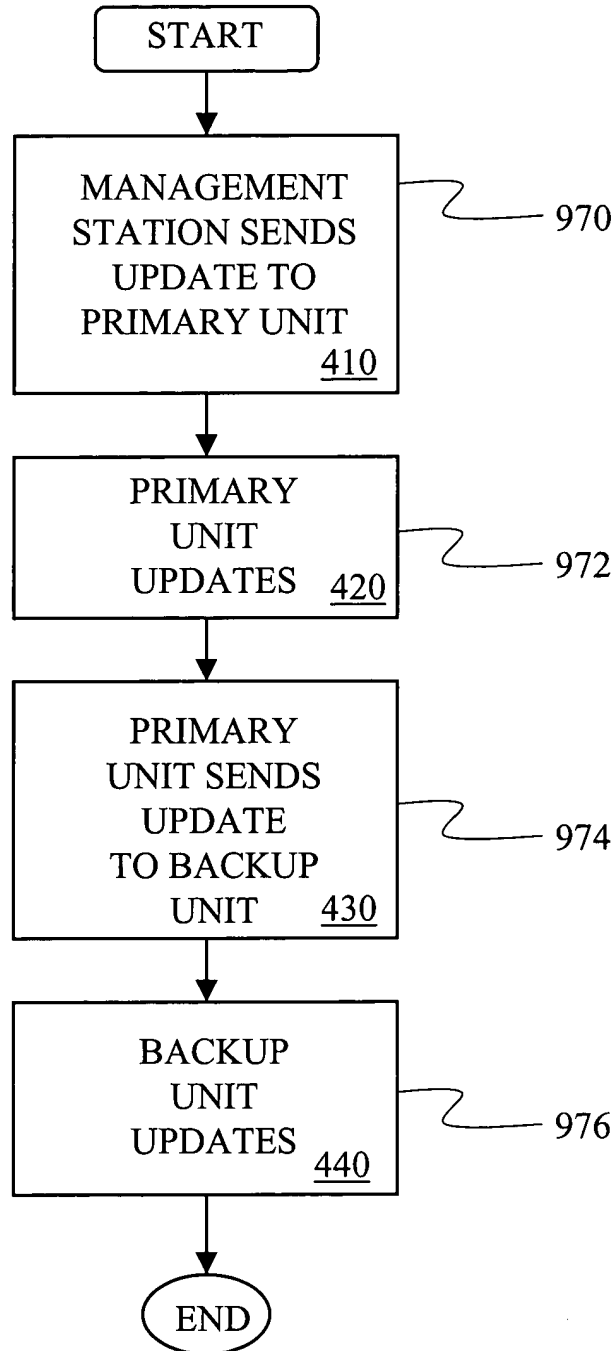 START
MANAGEMENT
STATION SENDS
UPDATE TO
PRIMARY UNIT
410
970
PRIMARY
UNIT
UPDATES
420
972
PRIMARY
UNIT SENDS
UPDATE
TO BACKUP
UNIT
430
974
BACKUP
UNIT
UPDATES
440
976
END